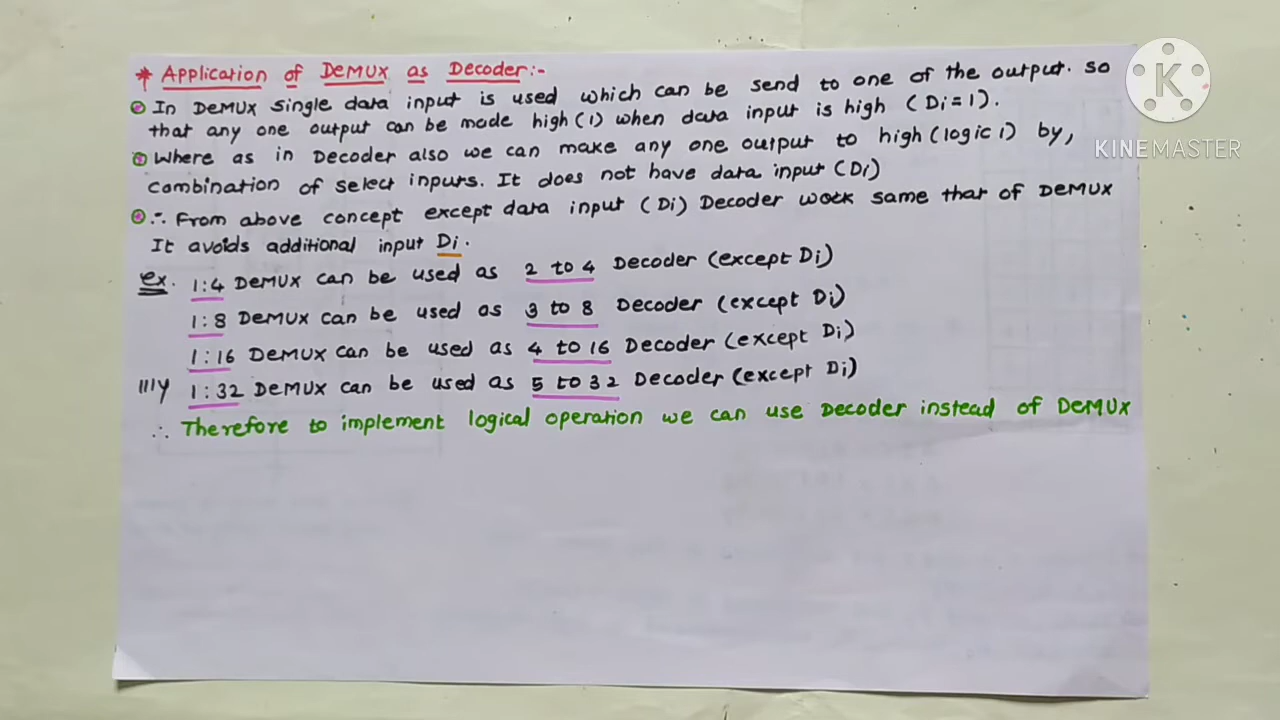 * Application of DeMUX as Decoder:-
In DeMUX single data input is used which can be send to one of the output. so
that any one output can be made high (1) when data input is high (Di=1).
Where as in Decoder also we can make any one output to high (logic 1) by,
combination of select inputs. It does not have data input (Di)
∴ From above concept except data input (Di) Decoder work same that of DeMUX
It avoids additional input Di.
ex. 1:4 DeMUX can be used as 2 to 4 Decoder (except Di)
1:8 DeMUX can be used as 3 to 8 Decoder (except Di)
1:16 DeMUX can be used as 4 to 16 Decoder (except Di)
llly 1:32 DeMUX can be used as 5 to 32 Decoder (except Di)
∴ Therefore to implement logical operation we can use Decoder instead of DeMUX
K
KINEMASTER